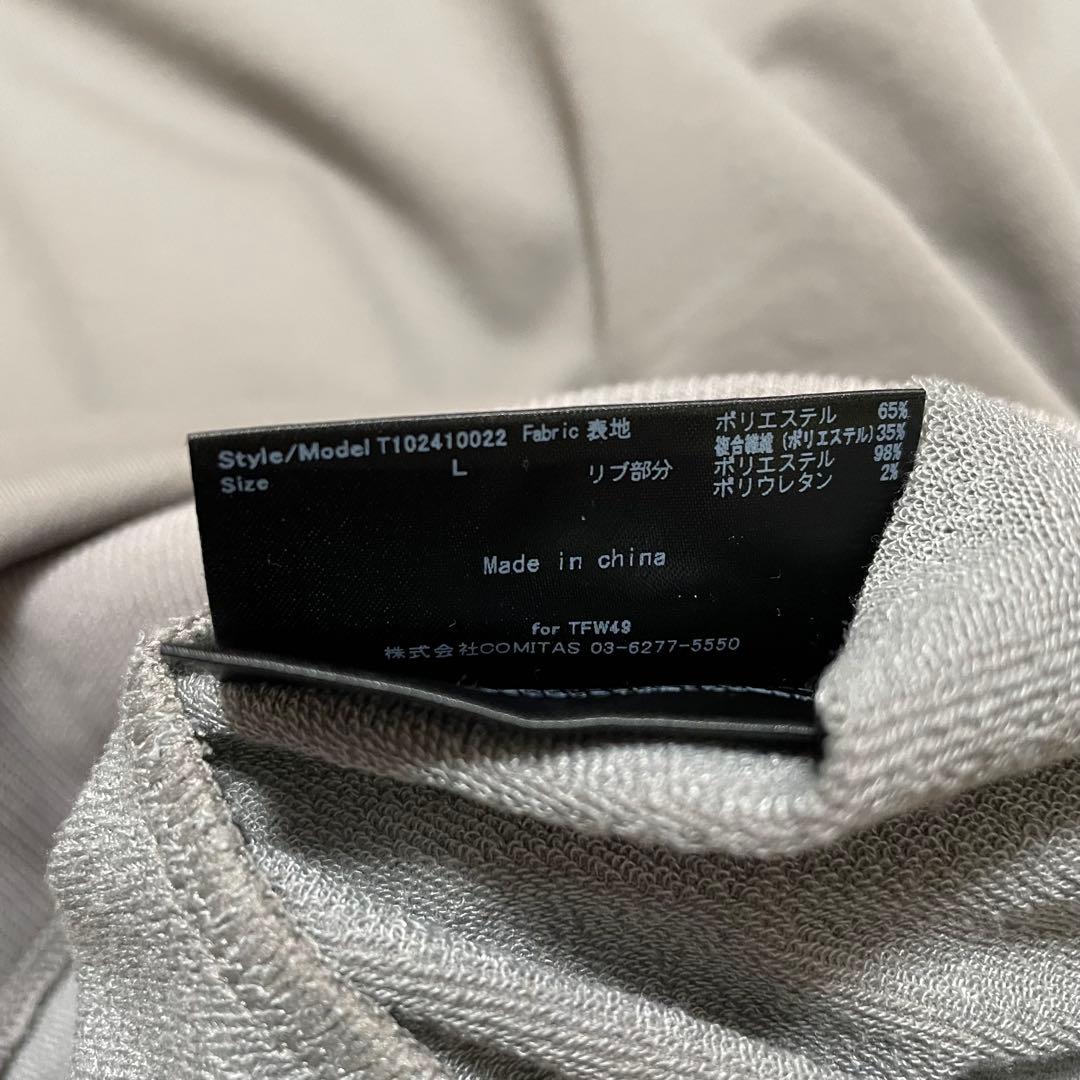 Style/Model T102410022 Fabric 表地 ポリエステル 65%
複合繊維 (ポリエステル) 35%
Size L リブ部分 ポリエステル 98%
ポリウレタン 2%
Made in china
for TFW49
株式会社COMITAS 03-6277-5550